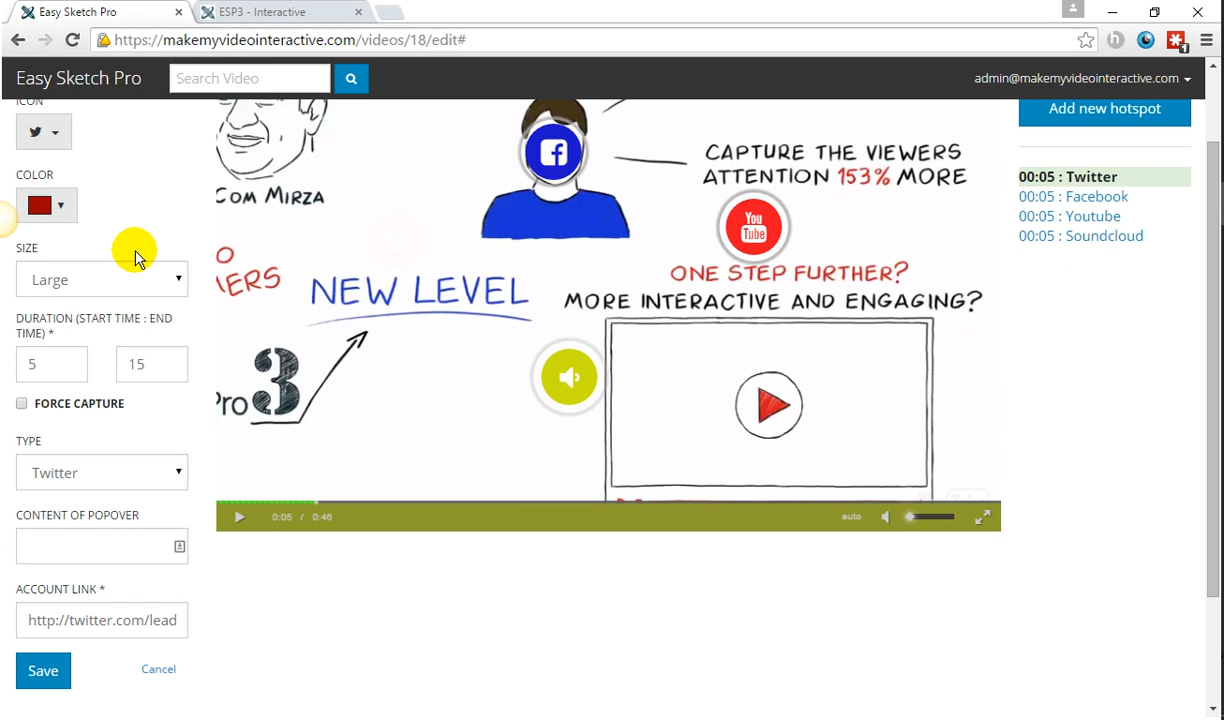 Easy Sketch Pro
ESP3 - Interactive
https://makemyvideointeractive.com/videos/18/edit#
Easy Sketch Pro
Search Video
admin@makemyvideointeractive.com
ICON
COLOR
SIZE
Large
DURATION (START TIME : END
TIME) *
5
15
FORCE CAPTURE
TYPE
Twitter
CONTENT OF POPOVER
ACCOUNT LINK *
http://twitter.com/lead
Save
Cancel
COM MIRZA
CAPTURE THE VIEWERS
ATTENTION 153% MORE
You
Tube
NEW LEVEL
ONE STEP FURTHER?
MORE INTERACTIVE AND ENGAGING?
3
0:05 / 0:46
auto
Add new hotspot
00:05 : Twitter
00:05 : Facebook
00:05 : Youtube
00:05 : Soundcloud